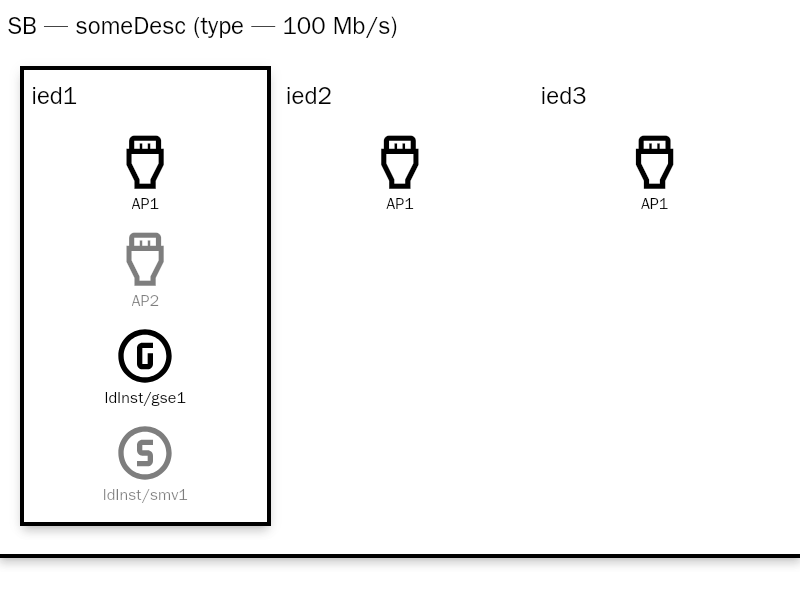 SB — someDesc (type — 100 Mb/s)
ied1
AP1
AP2
G
ldInst/gse1
S
ldInst/smv1
ied2
AP1
ied3
AP1